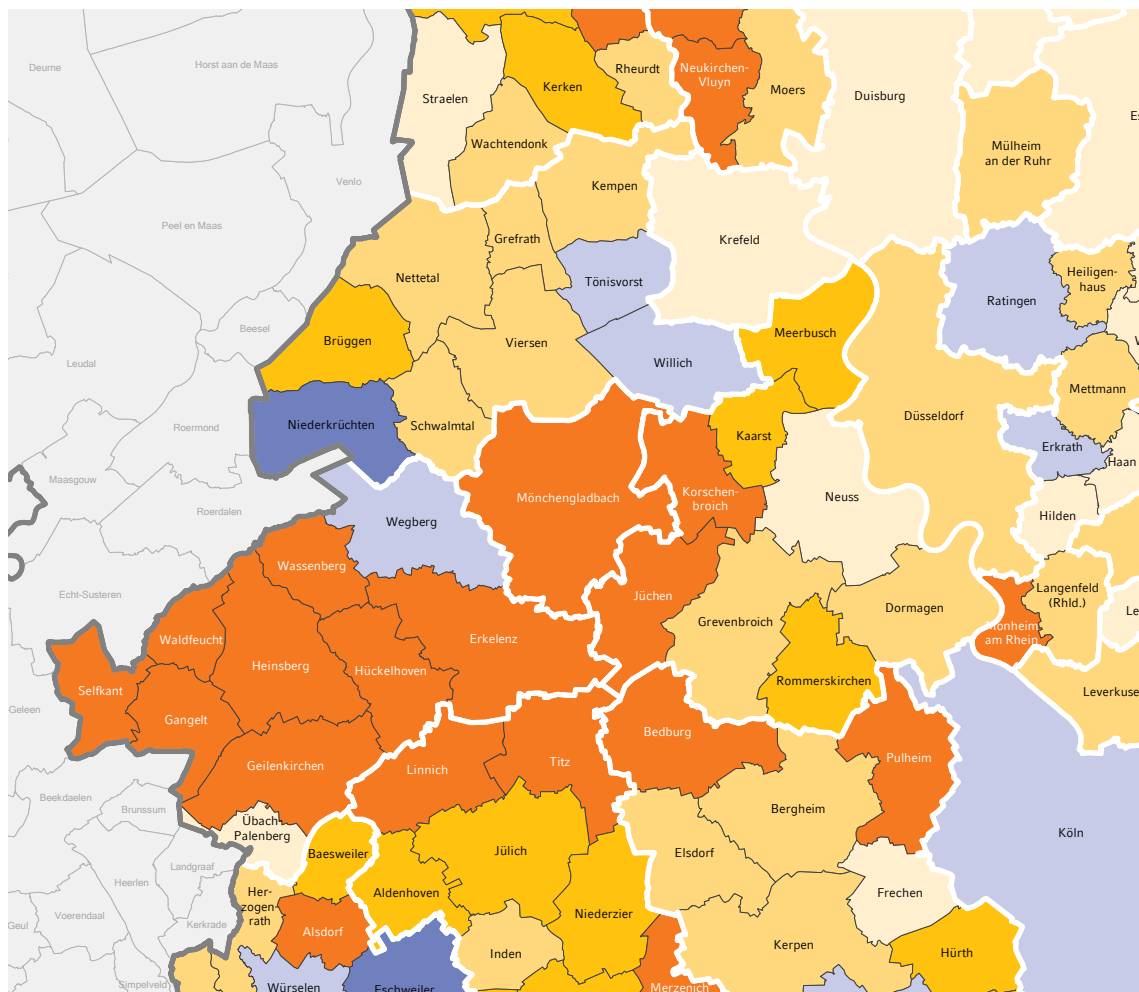 Deurne
Horst aan de Maas
Straelen
Kerken
Rheurdt
Neukirchen-
Vluyn
Moers
Duisburg
Wachtendonk
Mülheim
an der Ruhr
Venlo
Kempen
Peel en Maas
Grefrath
Krefeld
Nettetal
Tönisvorst
Heiligen-
haus
Ratingen
Beesel
Brüggen
Viersen
Meerbusch
Leudal
Willich
Mettmann
Roermond
Niederkrüchten
Schwalmtal
Kaarst
Düsseldorf
Erkrath
Haan
Maasgouw
Mönchengladbach
Korschen-
broich
Neuss
Roerdalen
Wegberg
Hilden
Wassenberg
Echt-Susteren
Jüchen
Langenfeld
(Rhld.)
Dormagen
Grevenbroich
Waldfeucht
Erkelenz
Monheim
am Rhein
Le
Heinsberg
Hückelhoven
Selfkant
Rommerskirchen
Leverkuse
Geleen
Gangelt
Bedburg
Geilenkirchen
Linnich
Titz
Pulheim
Beekdaelen
Brunssum
Bergheim
Übach-
Palenberg
Köln
Baesweiler
Jülich
Elsdorf
Landgraaf
Heerlen
Her-
zogen-
rath
Aldenhoven
Frechen
Voerendaal
Niederzier
Geul
Kerkrade
Alsdorf
Kerpen
Inden
Hürth
Simpelveld
Würselen
Eschweiler
Merzenich